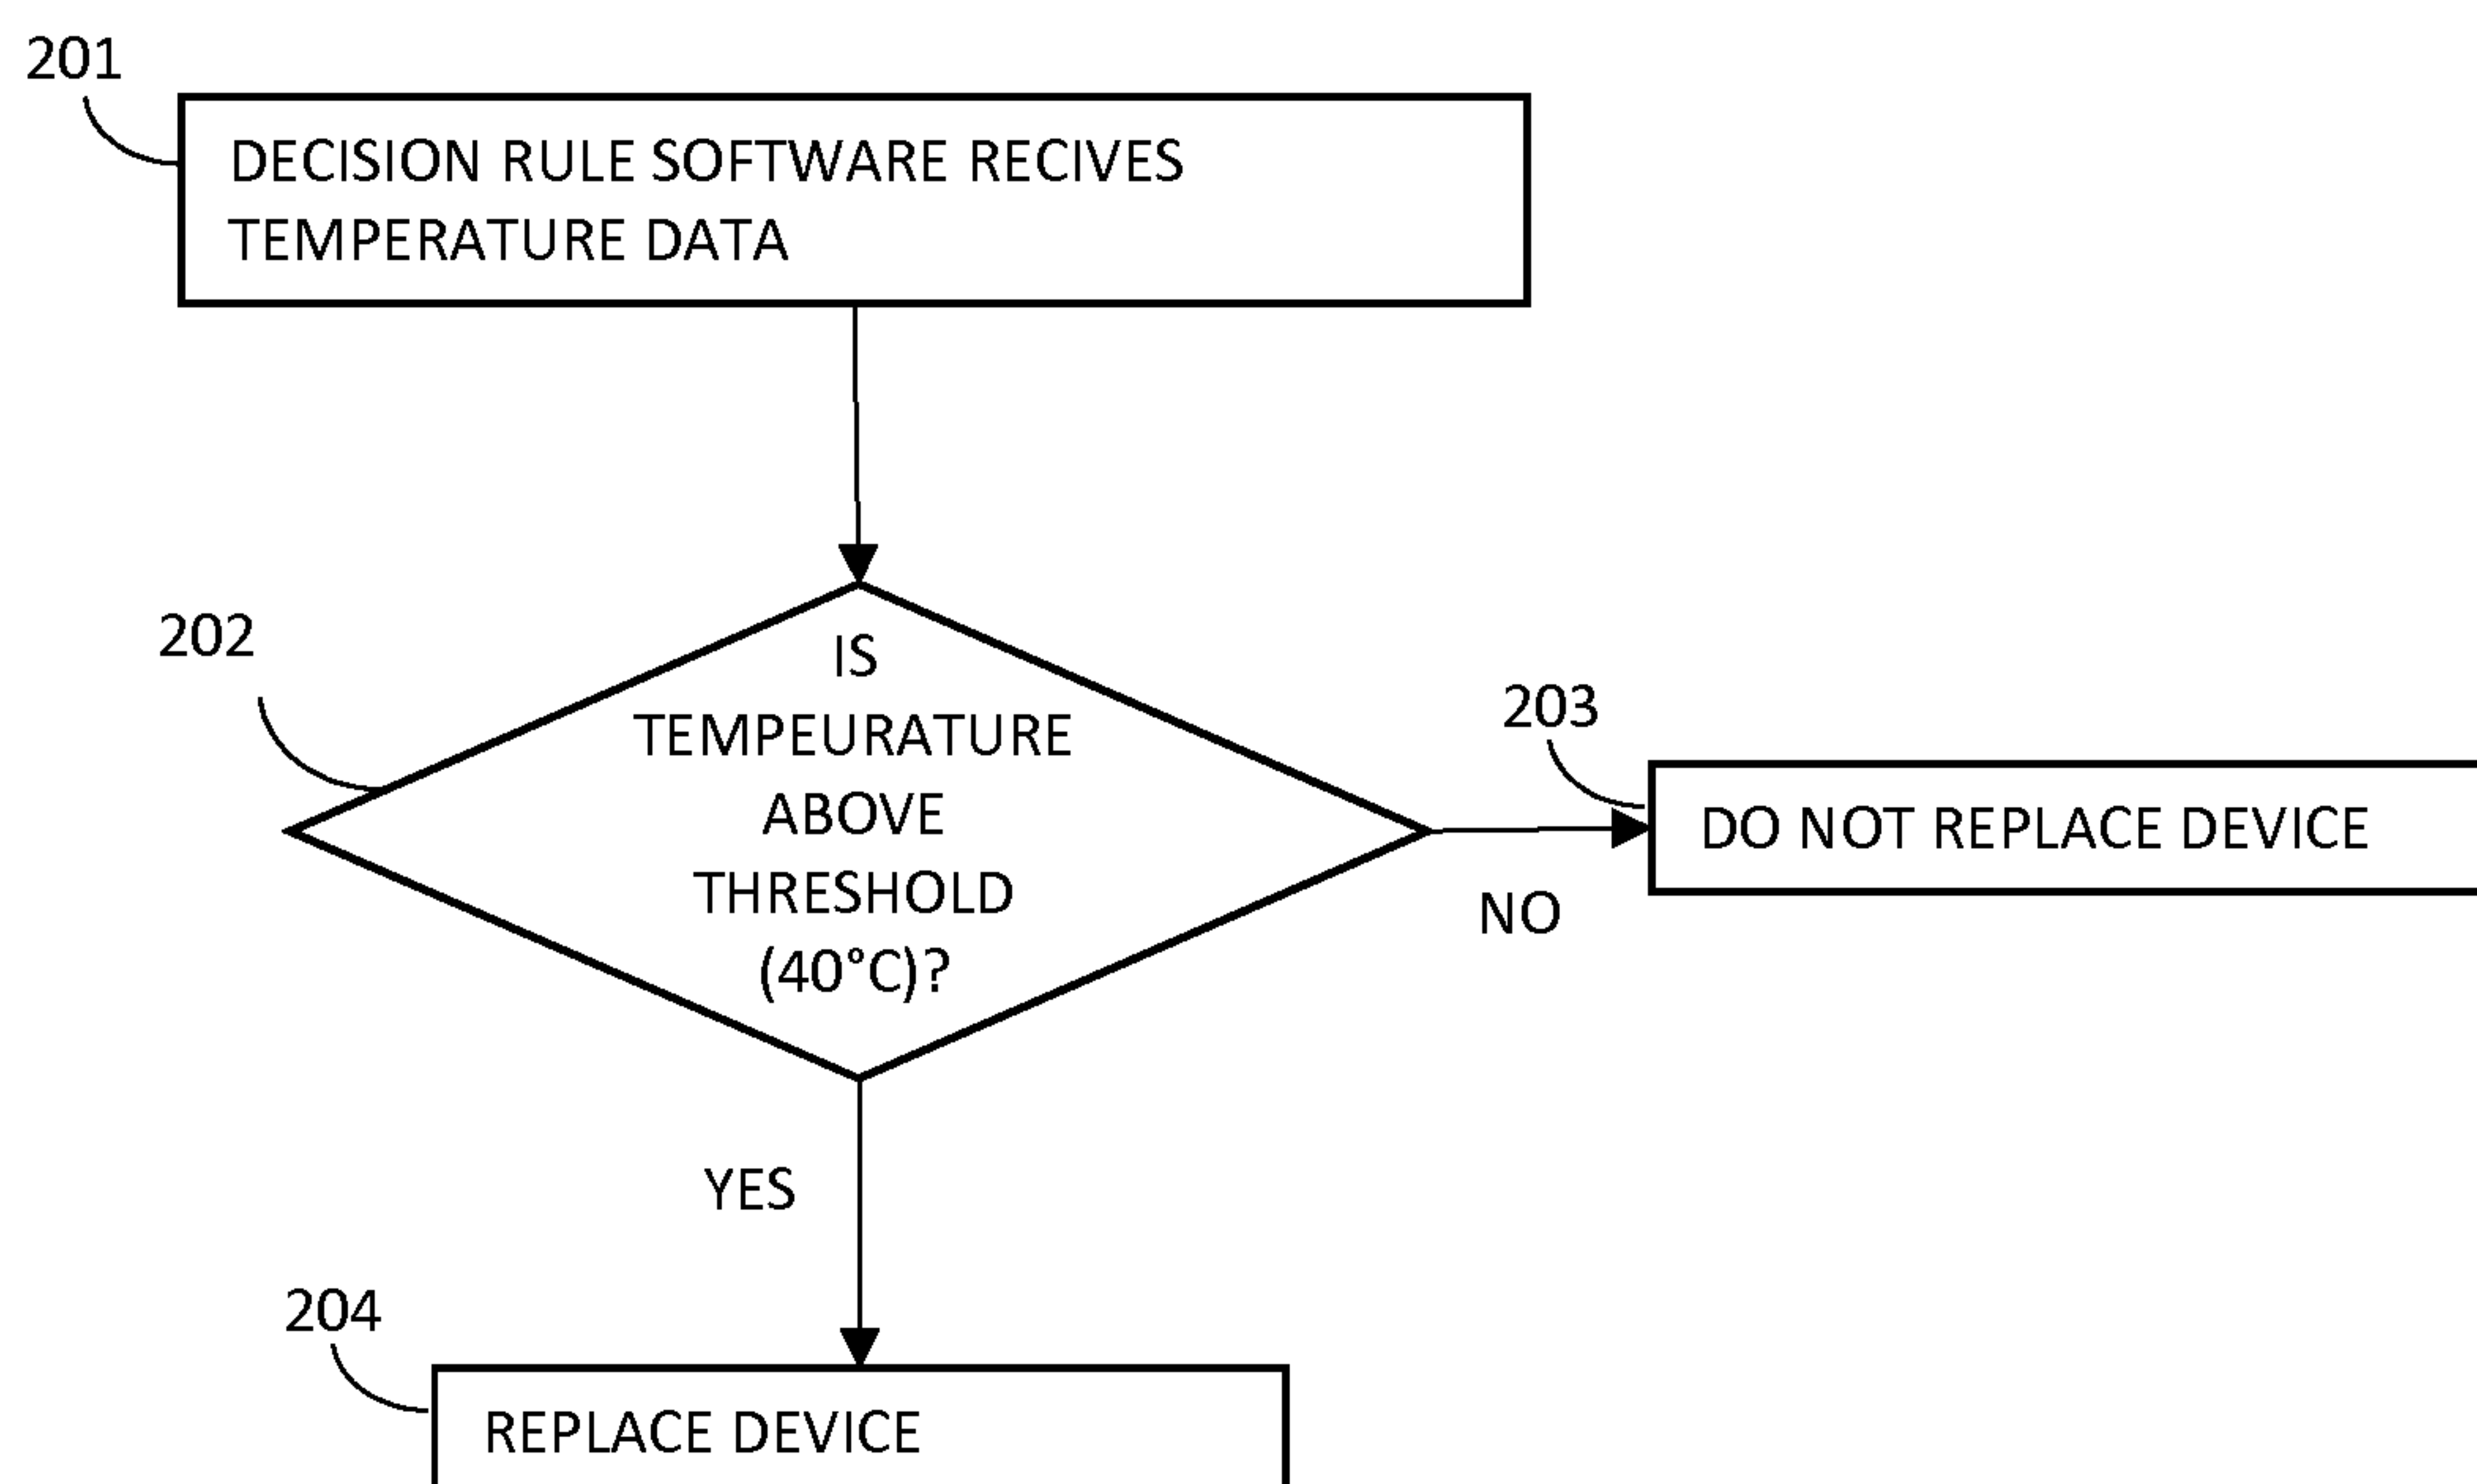 201
DECISION RULE SOFTWARE RECIVES
TEMPERATURE DATA
202
IS
TEMPEURATURE
ABOVE
THRESHOLD
(40°C)?
203
DO NOT REPLACE DEVICE
NO
YES
204
REPLACE DEVICE